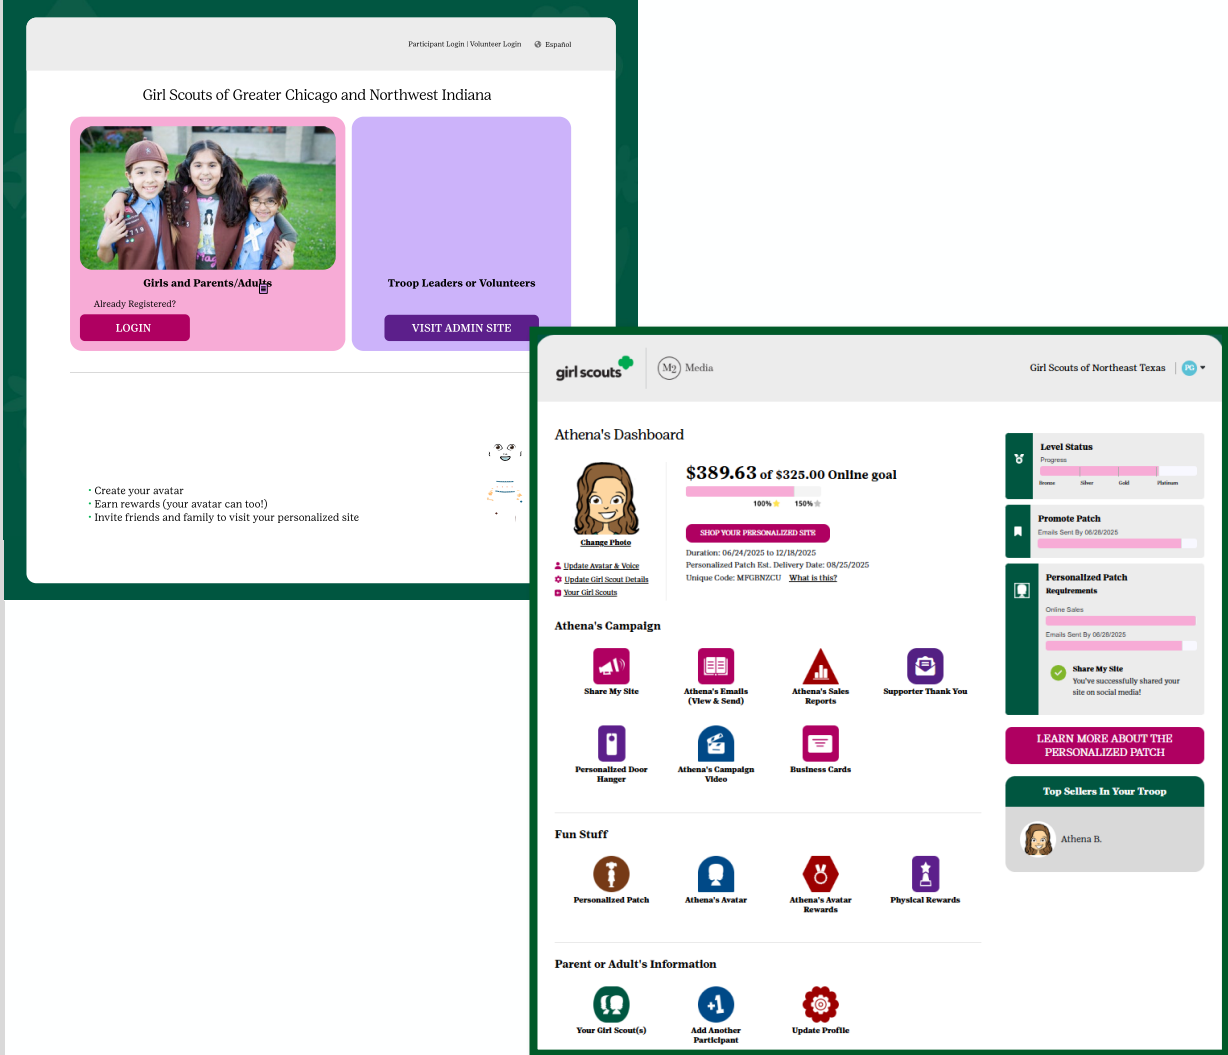 Participant Login | Volunteer Login Español
Girl Scouts of Greater Chicago and Northwest Indiana
Girls and Parents/Adults
Already Registered?
LOGIN
Troop Leaders or Volunteers
VISIT ADMIN SITE
· Create your avatar
· Earn rewards (your avatar can too!)
· Invite friends and family to visit your personalized site
girl scouts
M2 Media
Girl Scouts of Northeast Texas
PG
Athena's Dashboard
Change Photo
Update Avatar & Voice
Update Girl Scout Details
Your Girl Scouts
$389.63 of $325.00 Online goal
100% 150%
SHOP YOUR PERSONALIZED SITE
Duration: 06/24/2025 to 12/18/2025
Personalized Patch Est. Delivery Date: 08/25/2025
Unique Code: MFGBNZCU What is this?
Athena's Campaign
Share My Site
Athena's Emails
(View & Send)
Athena's Sales
Reports
Supporter Thank You
Personalized Door
Hanger
Athena's Campaign
Video
Business Cards
Fun Stuff
Personalized Patch
Athena's Avatar
Athena's Avatar
Rewards
Physical Rewards
Parent or Adult's Information
Your Girl Scout(s)
+1
Add Another
Participant
Update Profile
Level Status
Progress
Bronze Silver Gold Platinum
Promote Patch
Emails Sent By 06/28/2025
Personalized Patch
Requirements
Online Sales
Emails Sent By 06/28/2025
Share My Site
You've successfully shared your
site on social media!
LEARN MORE ABOUT THE
PERSONALIZED PATCH
Top Sellers In Your Troop
Athena B.